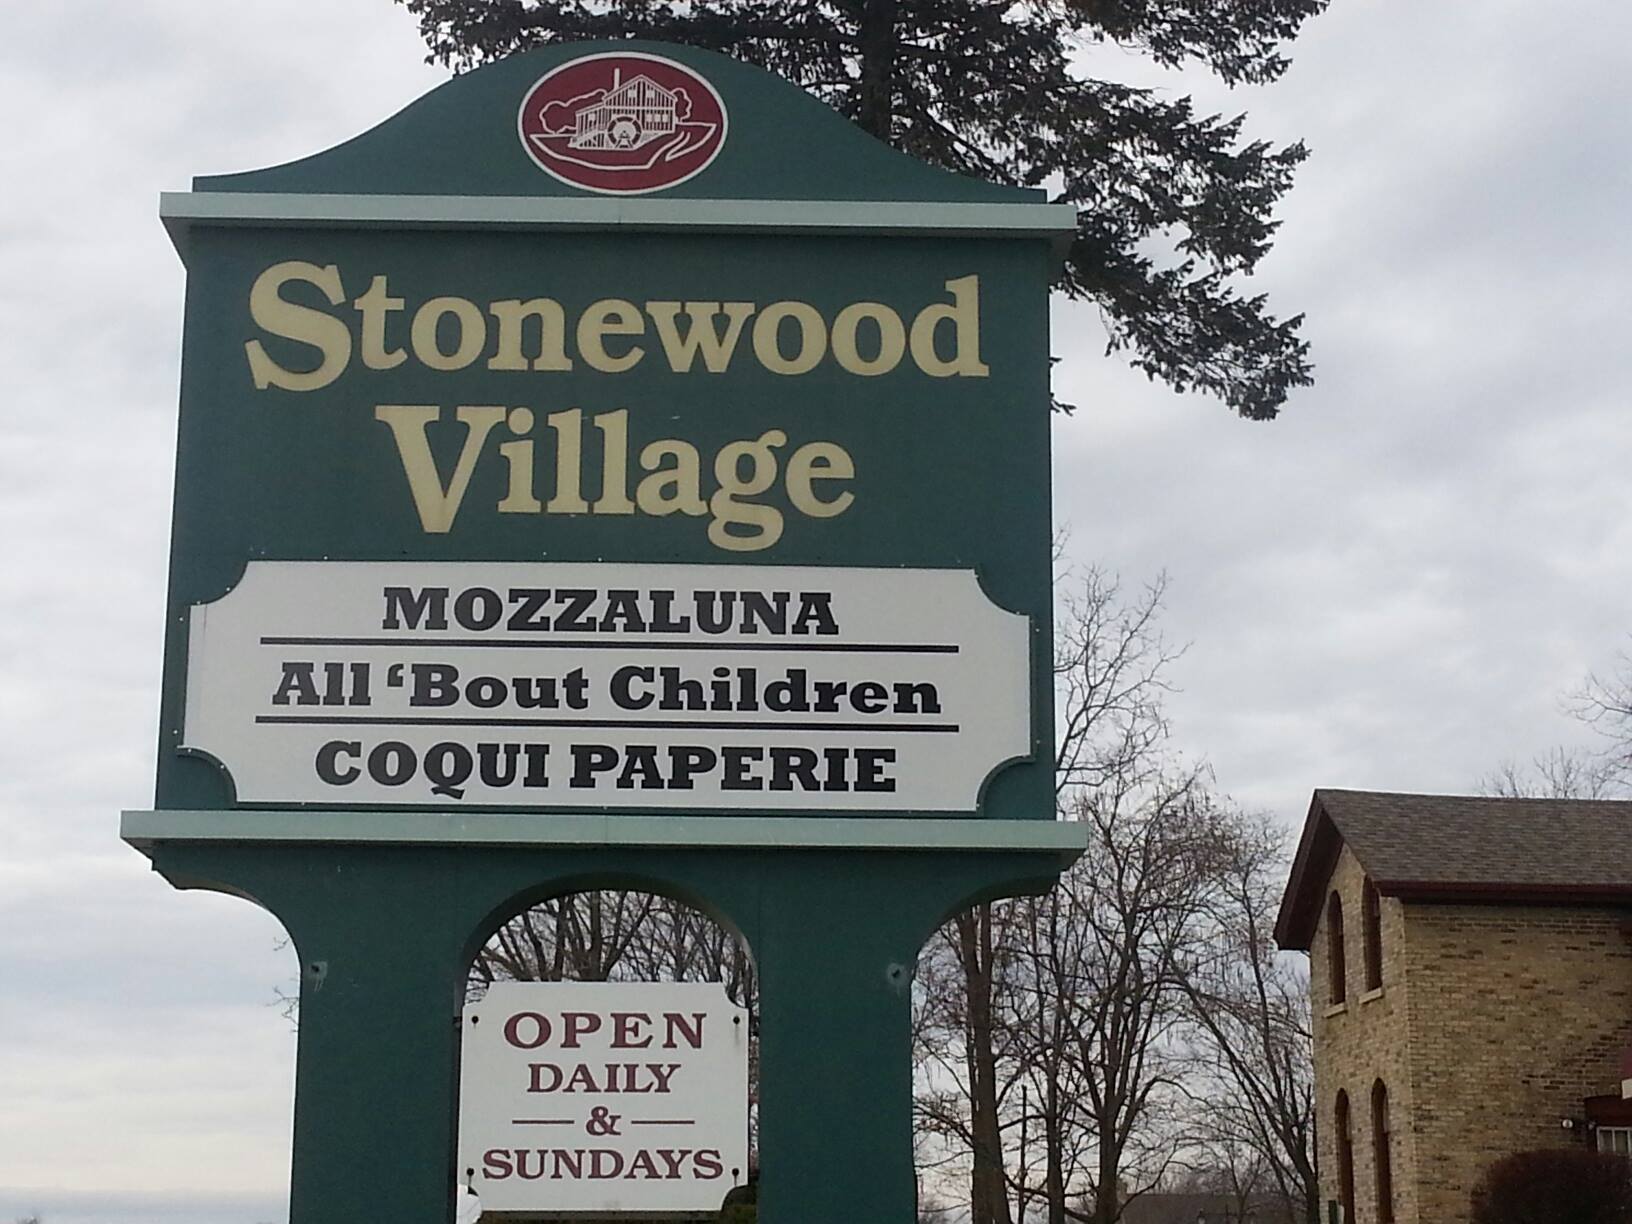 Stonewood
Village
MOZZALUNA
All ‘Bout Children
COQUI PAPERIE
OPEN
DAILY
&
SUNDAYS